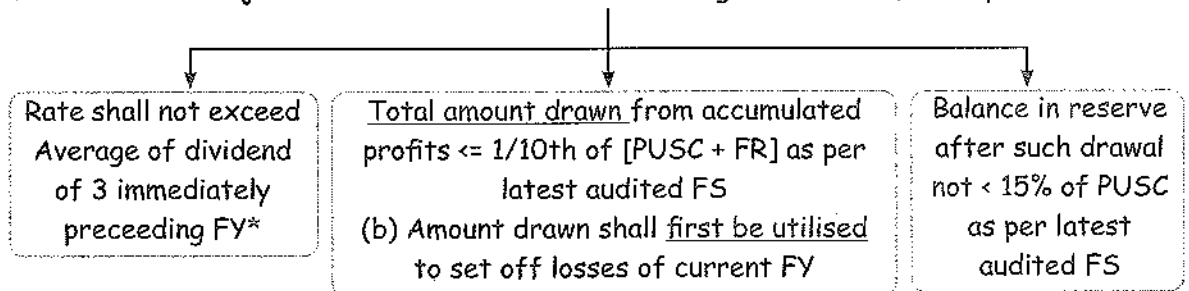 Rate shall not exceed
Average of dividend
of 3 immediately
preceeding FY*
Total amount drawn from accumulated
profits <= 1/10th of [PUSC + FR] as per
latest audited FS
(b) Amount drawn shall first be utilised
to set off losses of current FY
Balance in reserve
after such drawal
not < 15% of PUSC
as per latest
audited FS